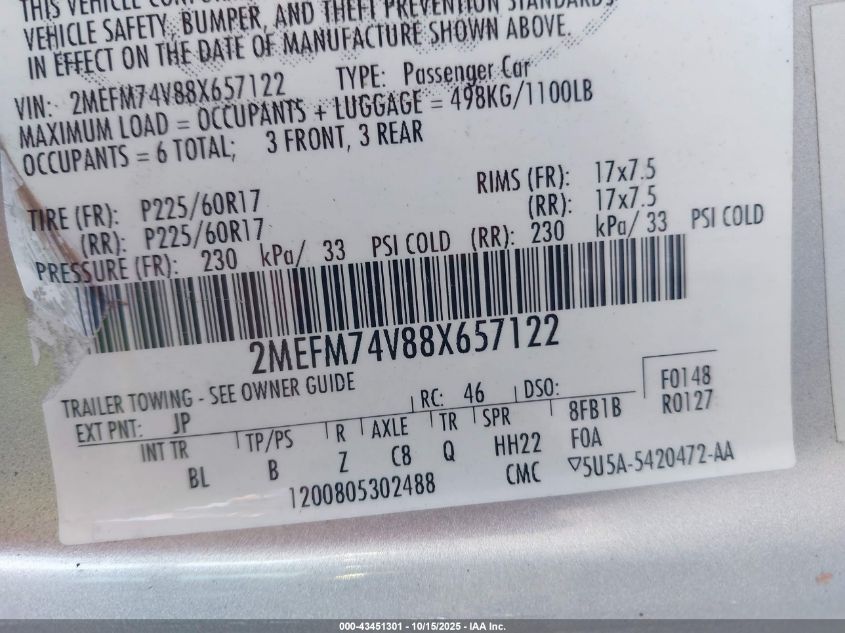 THIS VEHICLE
VEHICLE SAFETY, BUMPER, AND THEFT PREVENTION STANDARDS
IN EFFECT ON THE DATE OF MANUFACTURE SHOWN ABOVE.
VIN: 2MEFM74V88X657122 TYPE: Passenger Car
MAXIMUM LOAD = OCCUPANTS + LUGGAGE = 498KG/1100LB
OCCUPANTS = 6 TOTAL; 3 FRONT, 3 REAR
TIRE (FR): P225/60R17 RIMS (FR): 17x7.5
(RR): P225/60R17 (RR): 17x7.5
PRESSURE (FR): 230 kPa/ 33 PSI COLD (RR): 230 kPa/ 33 PSI COLD
2MEFM74V88X657122
TRAILER TOWING - SEE OWNER GUIDE
EXT PNT: JP RC: 46 DSO: F0148
R0127
INT TR TP/PS R AXLE TR SPR 8FB1B
BL B Z C8 Q HH22 FOA
1200805302488 CMC ▽5U5A-5420472-AA
000-43451301 | 10/15/2025 | IAA Inc.